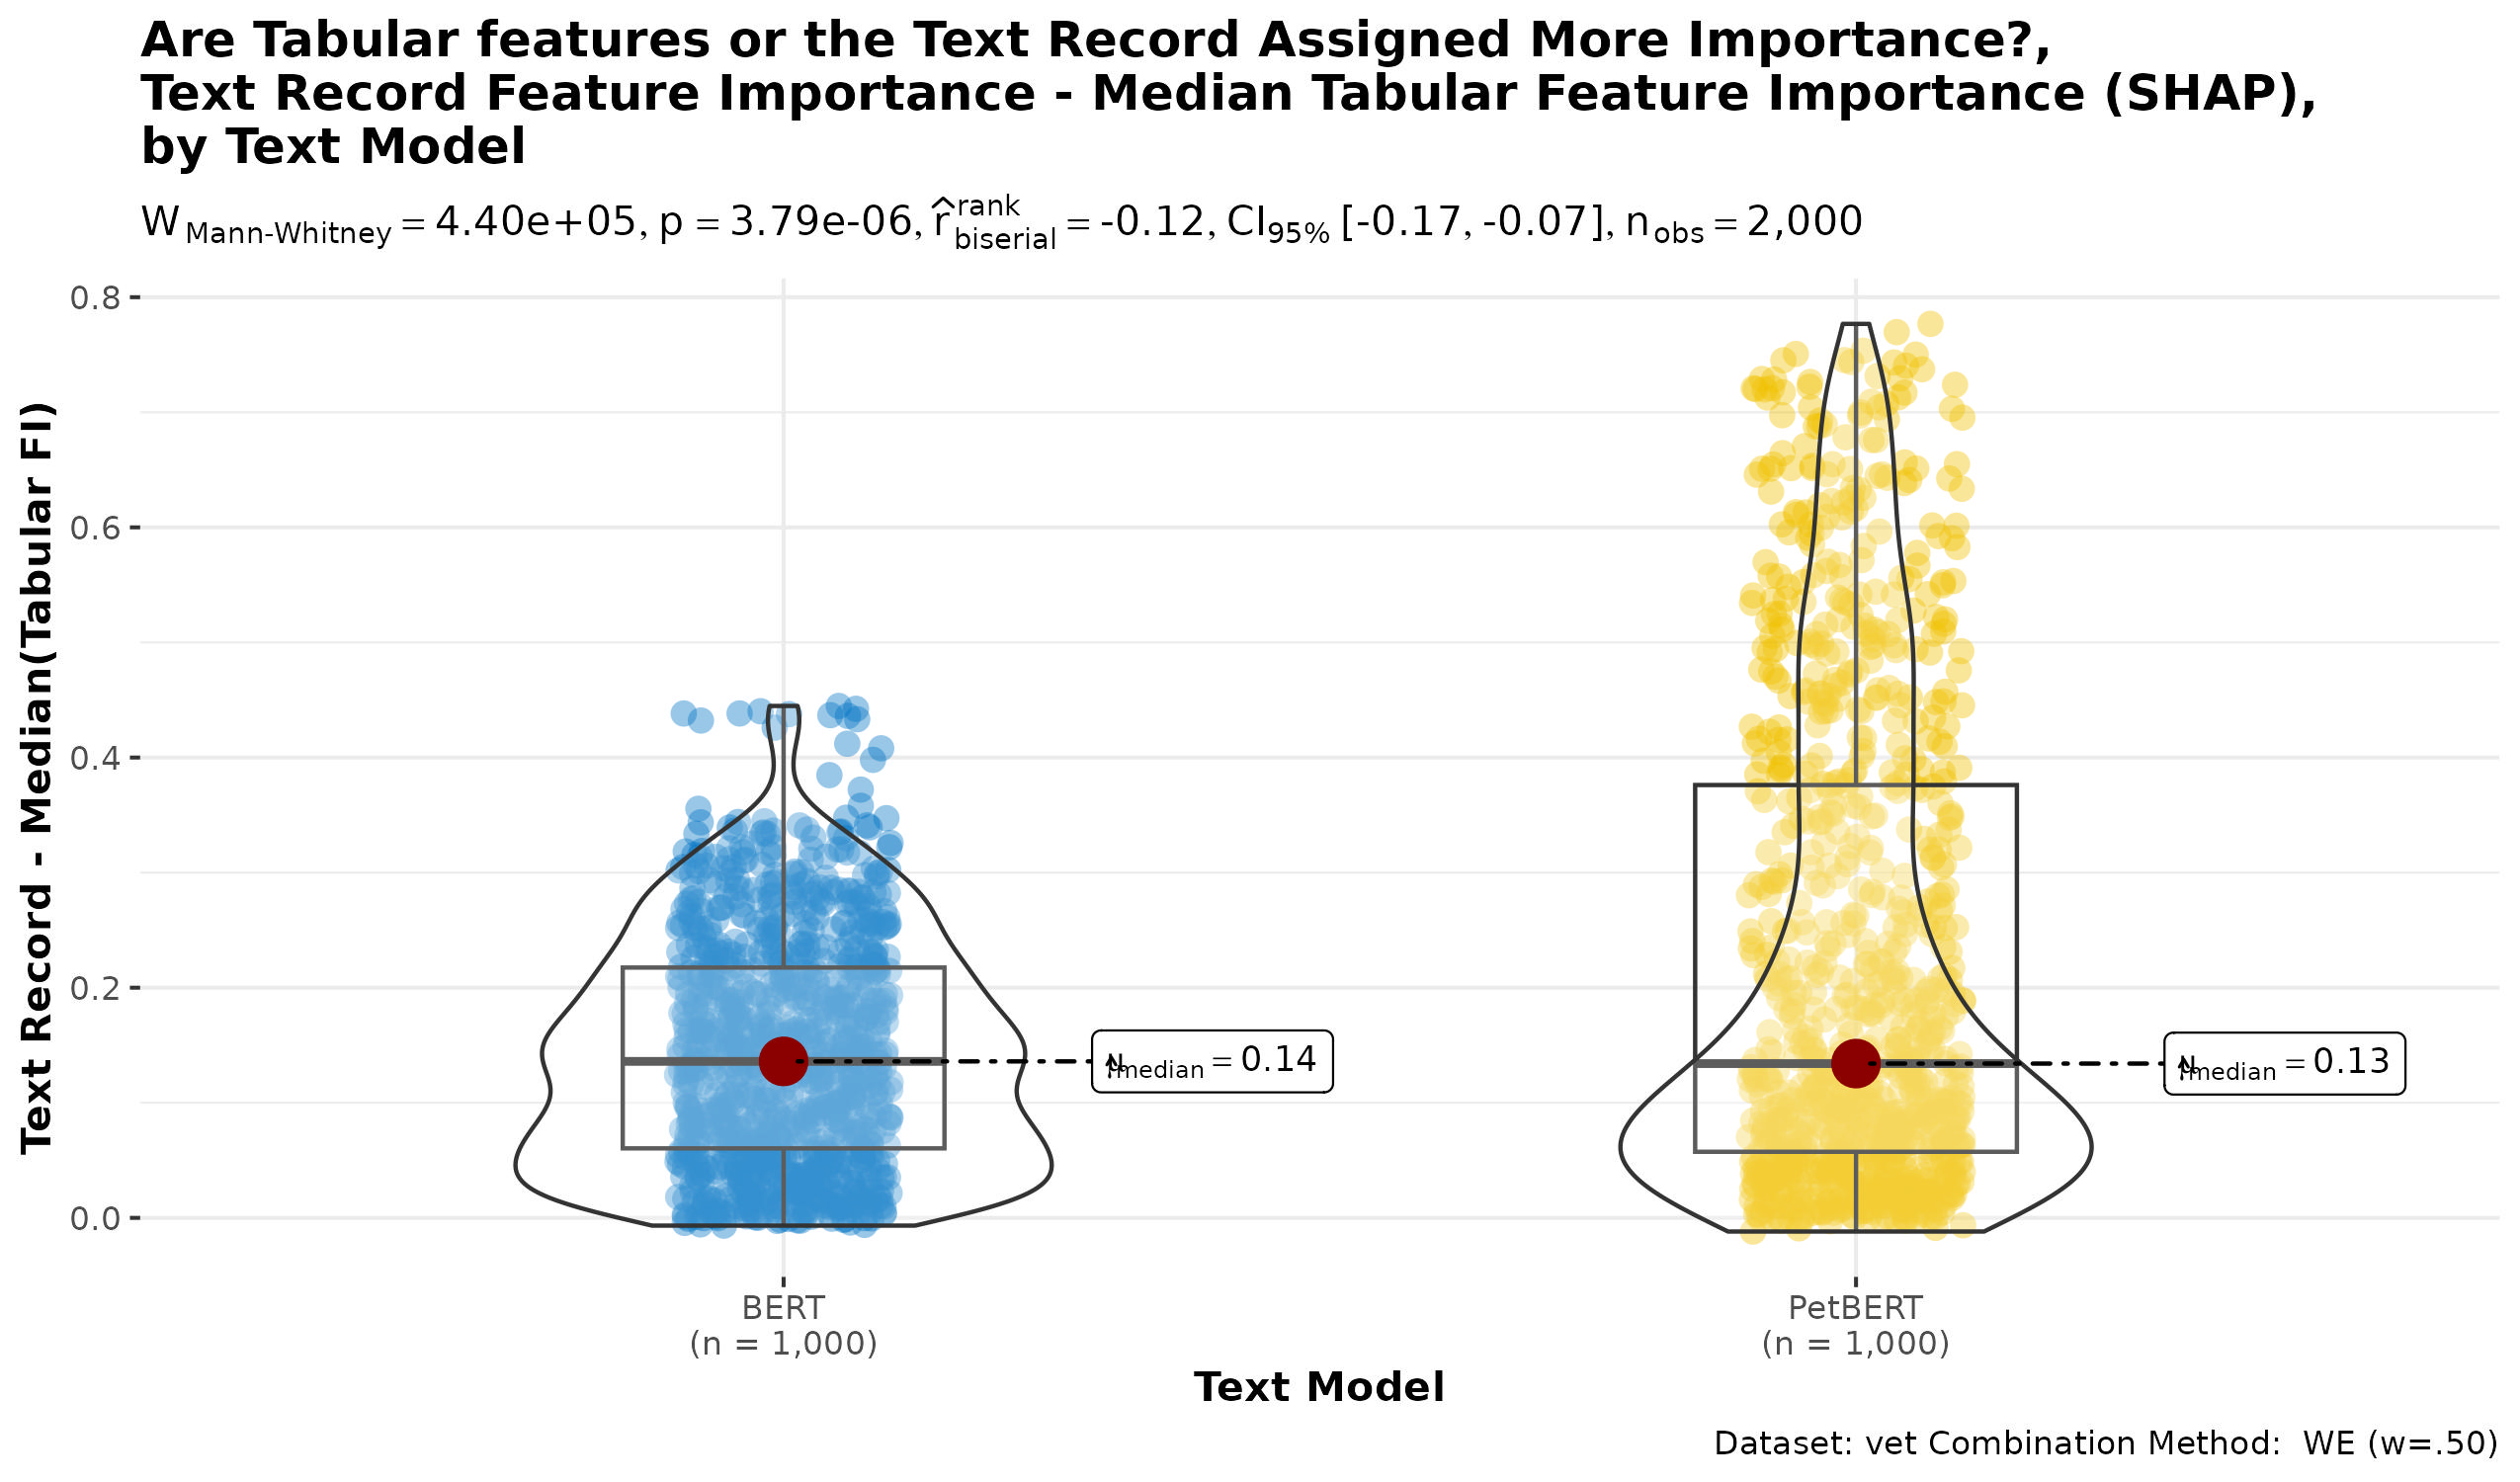 Are Tabular features or the Text Record Assigned More Importance?,
Text Record Feature Importance - Median Tabular Feature Importance (SHAP),
by Text Model
W Mann-Whitney = 4.40e+05, p = 3.79e-06, r̂ rank biserial = -0.12, CI 95% [-0.17, -0.07], n obs = 2,000
Text Record - Median(Tabular FI)
0.8
0.6
0.4
0.2
0.0
μ̂ median = 0.14
μ̂ median = 0.13
BERT
(n = 1,000)
PetBERT
(n = 1,000)
Text Model
Dataset: vet Combination Method:  WE (w=.50)